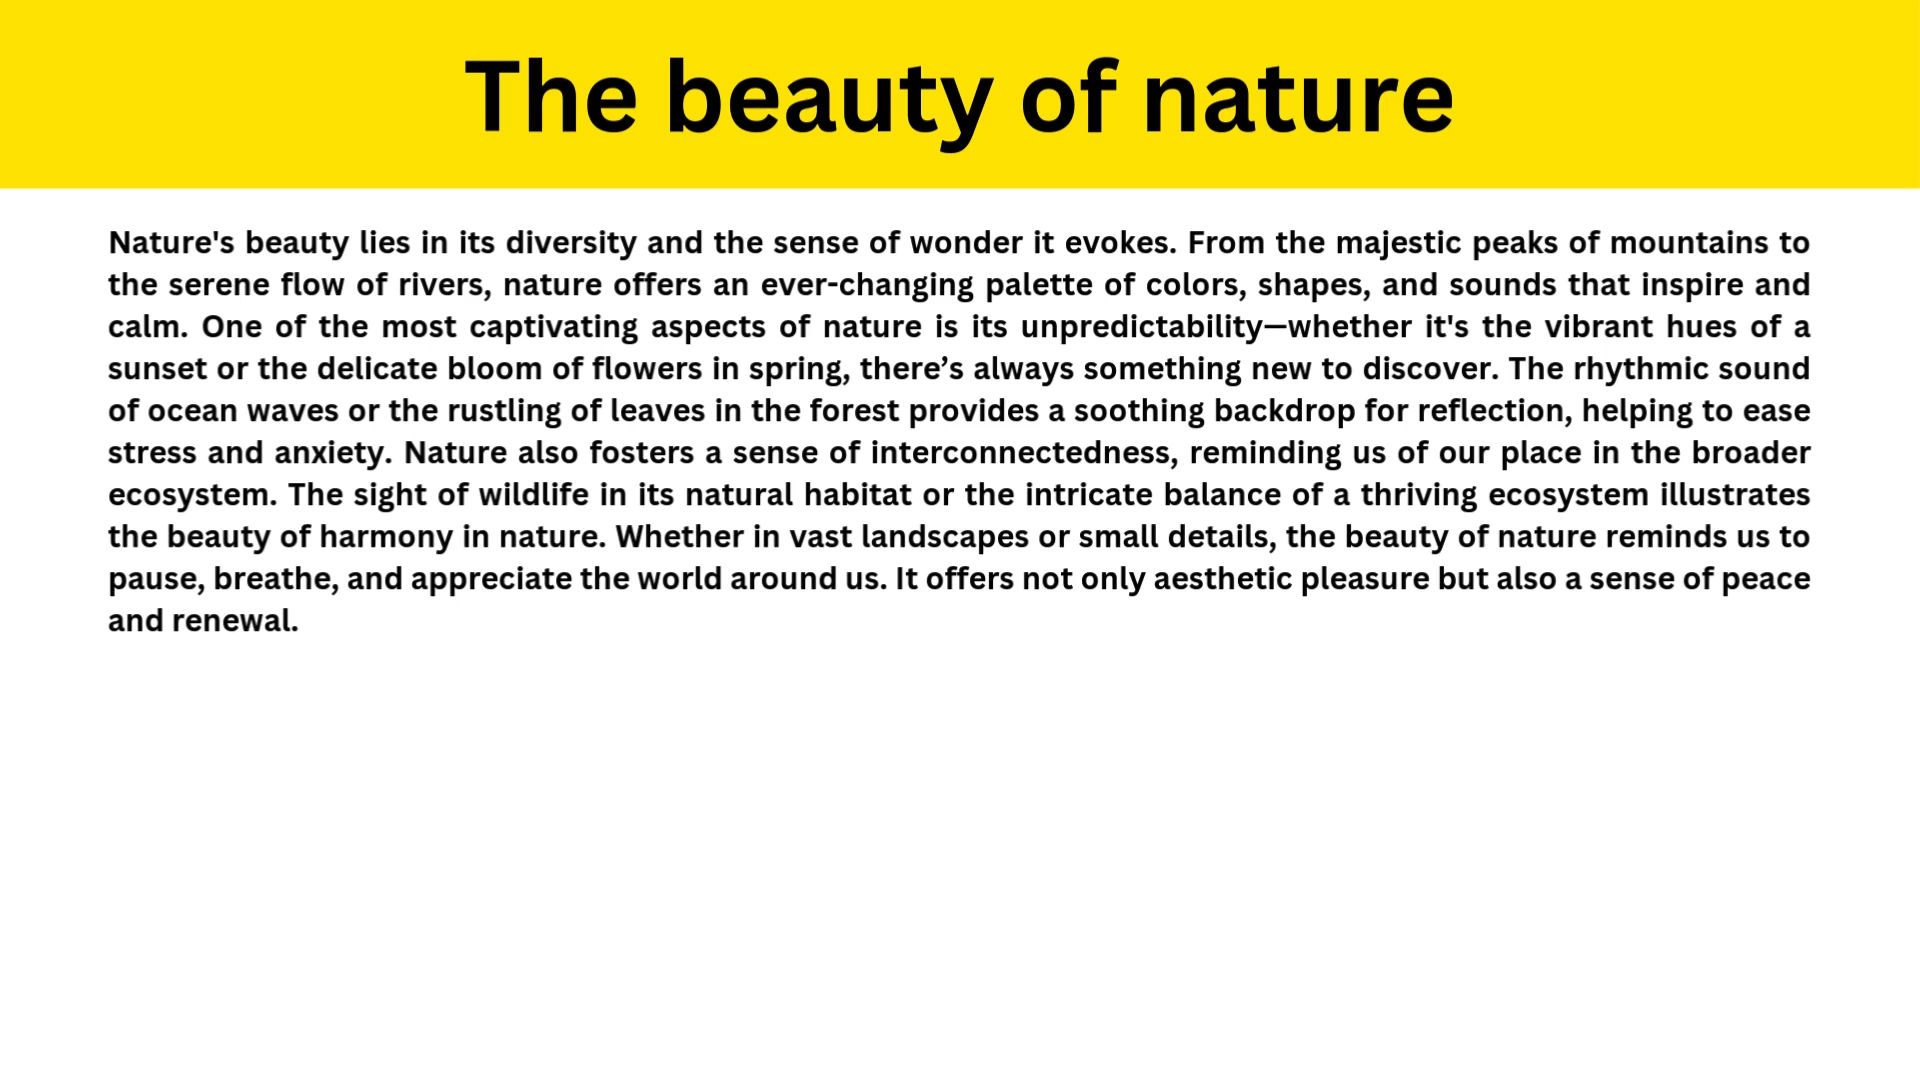 The beauty of nature
Nature's beauty lies in its diversity and the sense of wonder it evokes. From the majestic peaks of mountains to
the serene flow of rivers, nature offers an ever-changing palette of colors, shapes, and sounds that inspire and
calm. One of the most captivating aspects of nature is its unpredictability—whether it's the vibrant hues of a
sunset or the delicate bloom of flowers in spring, there’s always something new to discover. The rhythmic sound
of ocean waves or the rustling of leaves in the forest provides a soothing backdrop for reflection, helping to ease
stress and anxiety. Nature also fosters a sense of interconnectedness, reminding us of our place in the broader
ecosystem. The sight of wildlife in its natural habitat or the intricate balance of a thriving ecosystem illustrates
the beauty of harmony in nature. Whether in vast landscapes or small details, the beauty of nature reminds us to
pause, breathe, and appreciate the world around us. It offers not only aesthetic pleasure but also a sense of peace
and renewal.